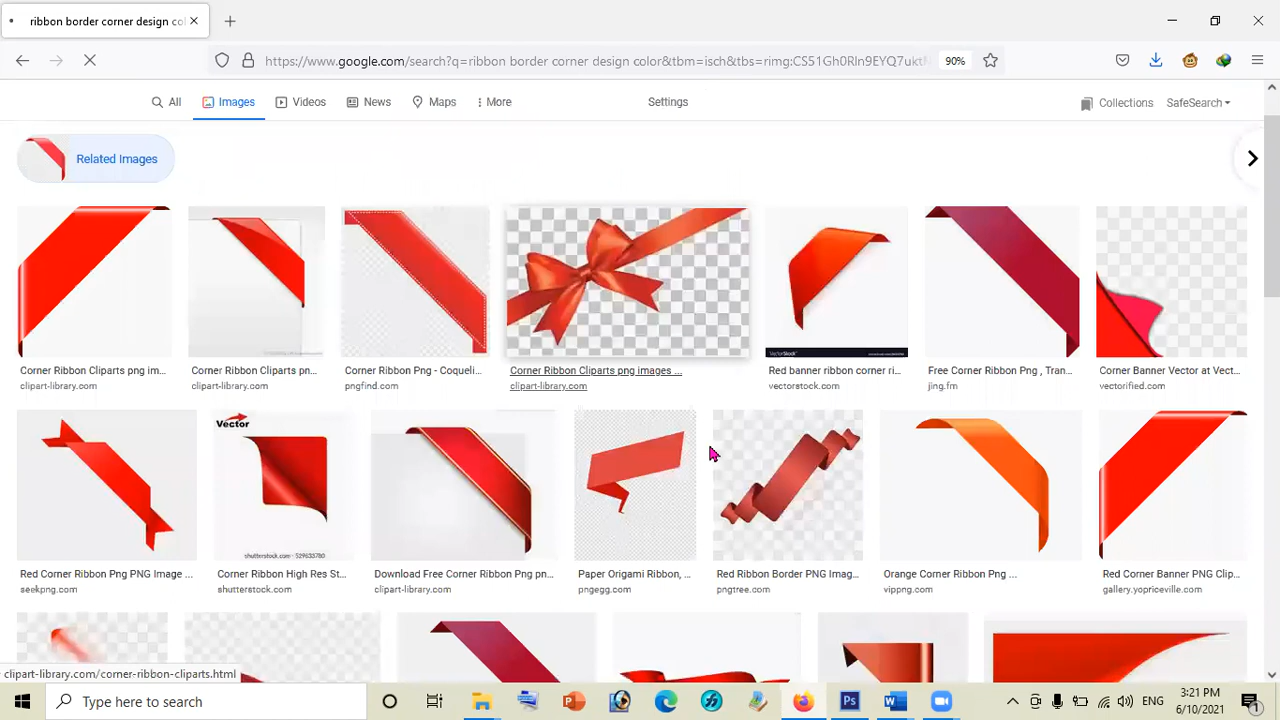 ribbon border corner design co
https://www.google.com/search?q=ribbon border corner design color&tbm=isch&tbs=rimg:CS51Gh0RIn9EYQ7ukt
90%
All Images Videos News Maps More Settings Collections SafeSearch
Related Images
Corner Ribbon Cliparts png im...
clipart-library.com
Corner Ribbon Cliparts pn...
clipart-library.com
Corner Ribbon Png - Coqueli...
pngfind.com
Corner Ribbon Cliparts png images ...
clipart-library.com
VectorStock
Red banner ribbon corner ri...
vectorstock.com
Free Corner Ribbon Png , Tran...
jing.fm
Corner Banner Vector at Vect...
vectorified.com
Red Corner Ribbon Png PNG Image ...
seekpng.com
Vector
shutterstock.com · 529635780
Corner Ribbon High Res St...
shutterstock.com
Download Free Corner Ribbon Png pn...
clipart-library.com
Paper Origami Ribbon, ...
pngegg.com
Red Ribbon Border PNG Imag...
pngtree.com
Orange Corner Ribbon Png ...
vippng.com
Red Corner Banner PNG Clip...
gallery.yopriceville.com
clipart-library.com/corner-ribbon-cliparts.html
Type here to search
ENG
3:21 PM
6/10/2021